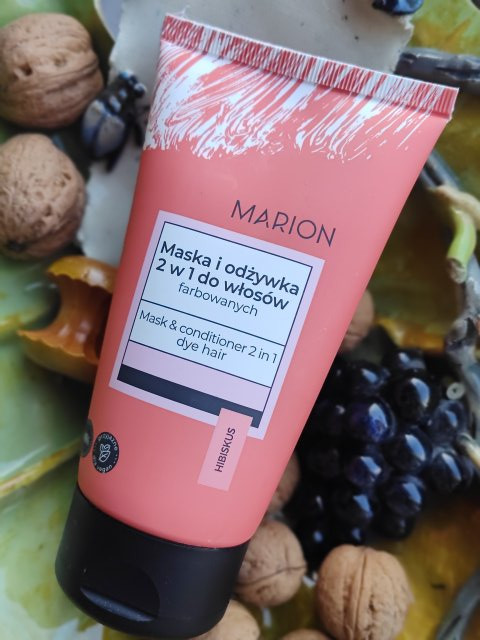 MARION
Maska i odżywka
2 w 1 do włosów
farbowanych
Mask & conditioner 2 in 1
dye hair
HIBISKUS